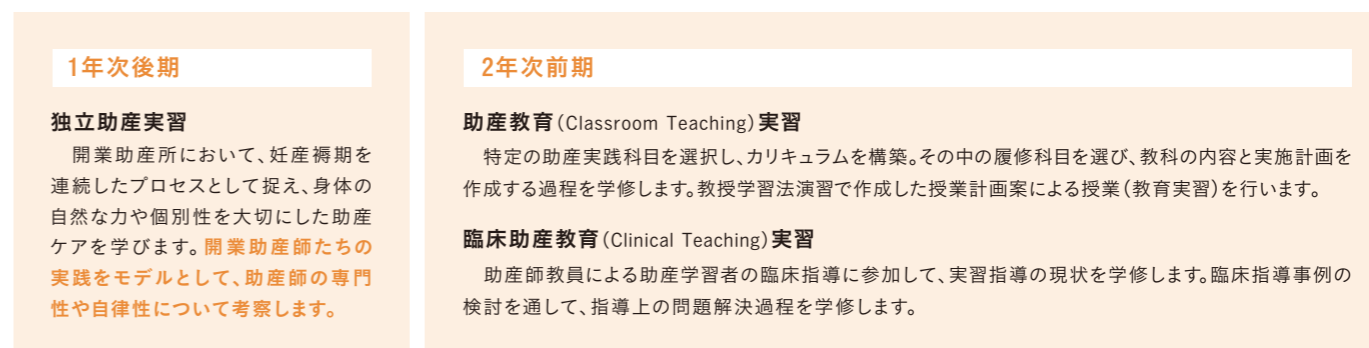 1年次後期
独立助産実習
　開業助産所において、妊産褥期を
連続したプロセスとして捉え、身体の
自然な力や個別性を大切にした助産
ケアを学びます。開業助産師たちの
実践をモデルとして、助産師の専門
性や自律性について考察します。
2年次前期
助産教育(Classroom Teaching)実習
　特定の助産実践科目を選択し、カリキュラムを構築。その中の履修科目を選び、教科の内容と実施計画を
作成する過程を学修します。教授学習法演習で作成した授業計画案による授業(教育実習)を行います。
臨床助産教育(Clinical Teaching)実習
　助産師教員による助産学習者の臨床指導に参加して、実習指導の現状を学修します。臨床指導事例の
検討を通して、指導上の問題解決過程を学修します。